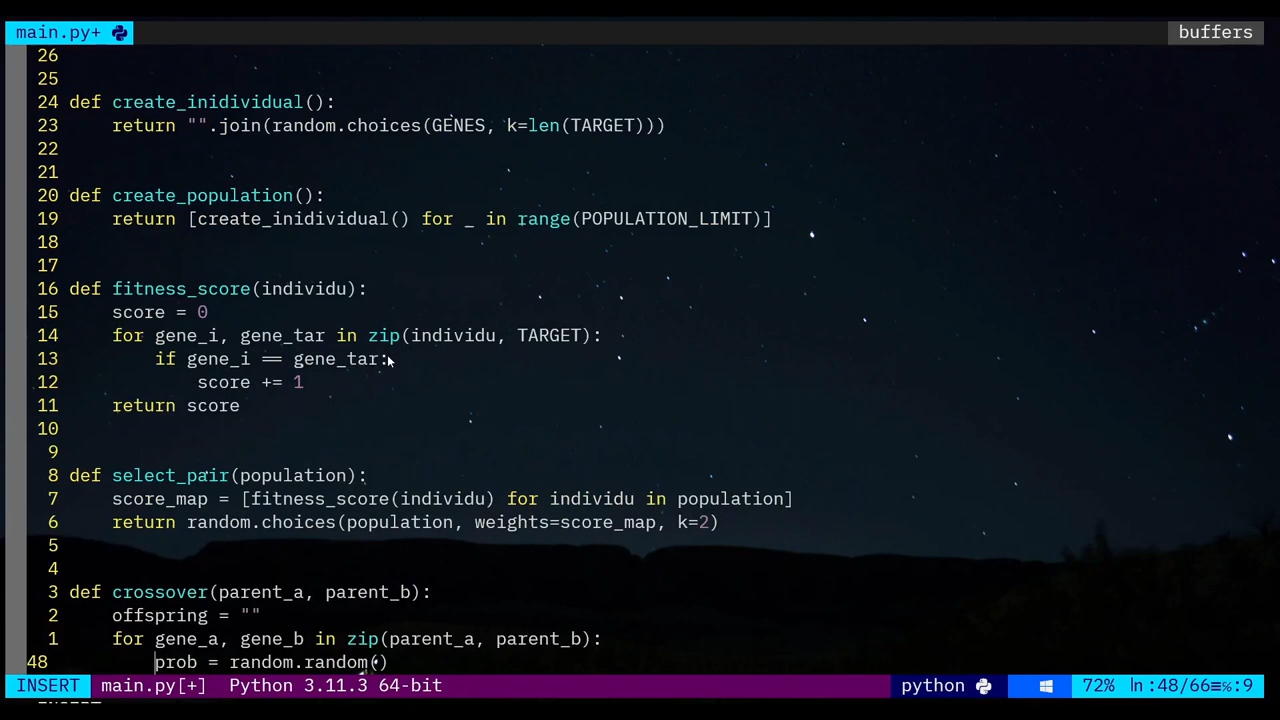 main.py+
buffers
26
25
24 def create_inidividual():
23 return "".join(random.choices(GENES, k=len(TARGET)))
22
21
20 def create_population():
19 return [create_inidividual() for _ in range(POPULATION_LIMIT)]
18
17
16 def fitness_score(individu):
15 score = 0
14 for gene_i, gene_tar in zip(individu, TARGET):
13 if gene_i == gene_tar:
12 score += 1
11 return score
10
9
8 def select_pair(population):
7 score_map = [fitness_score(individu) for individu in population]
6 return random.choices(population, weights=score_map, k=2)
5
4
3 def crossover(parent_a, parent_b):
2 offspring = ""
1 for gene_a, gene_b in zip(parent_a, parent_b):
48 prob = random.random()
INSERT main.py[+] Python 3.11.3 64-bit python 72% ln:48/66≡%:9